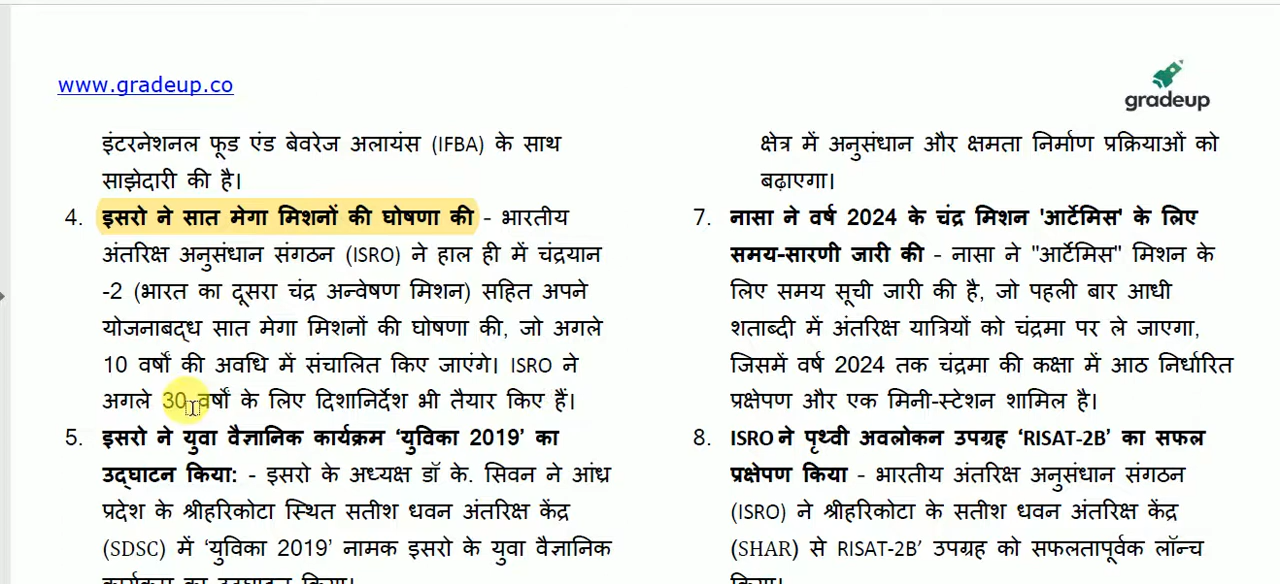 www.gradeup.co
gradeup
इंटरनेशनल फूड एंड बेवरेज अलायंस (IFBA) के साथ
साझेदारी की है।
4. इसरो ने सात मेगा मिशनों की घोषणा की - भारतीय
अंतरिक्ष अनुसंधान संगठन (ISRO) ने हाल ही में चंद्रयान
-2 (भारत का दूसरा चंद्र अन्वेषण मिशन) सहित अपने
योजनाबद्ध सात मेगा मिशनों की घोषणा की, जो अगले
10 वर्षों की अवधि में संचालित किए जाएंगे। ISRO ने
अगले 30 वर्षों के लिए दिशानिर्देश भी तैयार किए हैं।
5. इसरो ने युवा वैज्ञानिक कार्यक्रम ‘युविका 2019’ का
उद्घाटन किया: - इसरो के अध्यक्ष डॉ के. सिवन ने आंध्र
प्रदेश के श्रीहरिकोटा स्थित सतीश धवन अंतरिक्ष केंद्र
(SDSC) में ‘युविका 2019’ नामक इसरो के युवा वैज्ञानिक
कार्यक्रम का उद्घाटन किया।
क्षेत्र में अनुसंधान और क्षमता निर्माण प्रक्रियाओं को
बढ़ाएगा।
7. नासा ने वर्ष 2024 के चंद्र मिशन 'आर्टेमिस' के लिए
समय-सारणी जारी की - नासा ने "आर्टेमिस" मिशन के
लिए समय सूची जारी की है, जो पहली बार आधी
शताब्दी में अंतरिक्ष यात्रियों को चंद्रमा पर ले जाएगा,
जिसमें वर्ष 2024 तक चंद्रमा की कक्षा में आठ निर्धारित
प्रक्षेपण और एक मिनी-स्टेशन शामिल है।
8. ISRO ने पृथ्वी अवलोकन उपग्रह ‘RISAT-2B’ का सफल
प्रक्षेपण किया - भारतीय अंतरिक्ष अनुसंधान संगठन
(ISRO) ने श्रीहरिकोटा के सतीश धवन अंतरिक्ष केंद्र
(SHAR) से RISAT-2B’ उपग्रह को सफलतापूर्वक लॉन्च
किया।